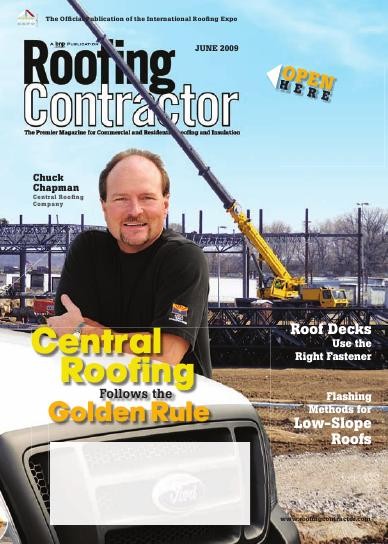 The Official Publication of the International Roofing Expo
A bnp PUBLICATION
JUNE 2009
Roofing
Contractor
The Premier Magazine for Commercial and Residential Roofing and Insulation
OPEN
HERE
Chuck
Chapman
Central Roofing
Company
Central
Roofing
Follows the
Golden Rule
Roof Decks
Use the
Right Fastener
Flashing
Methods for
Low-Slope
Roofs
Ford
www.roofingcontractor.com